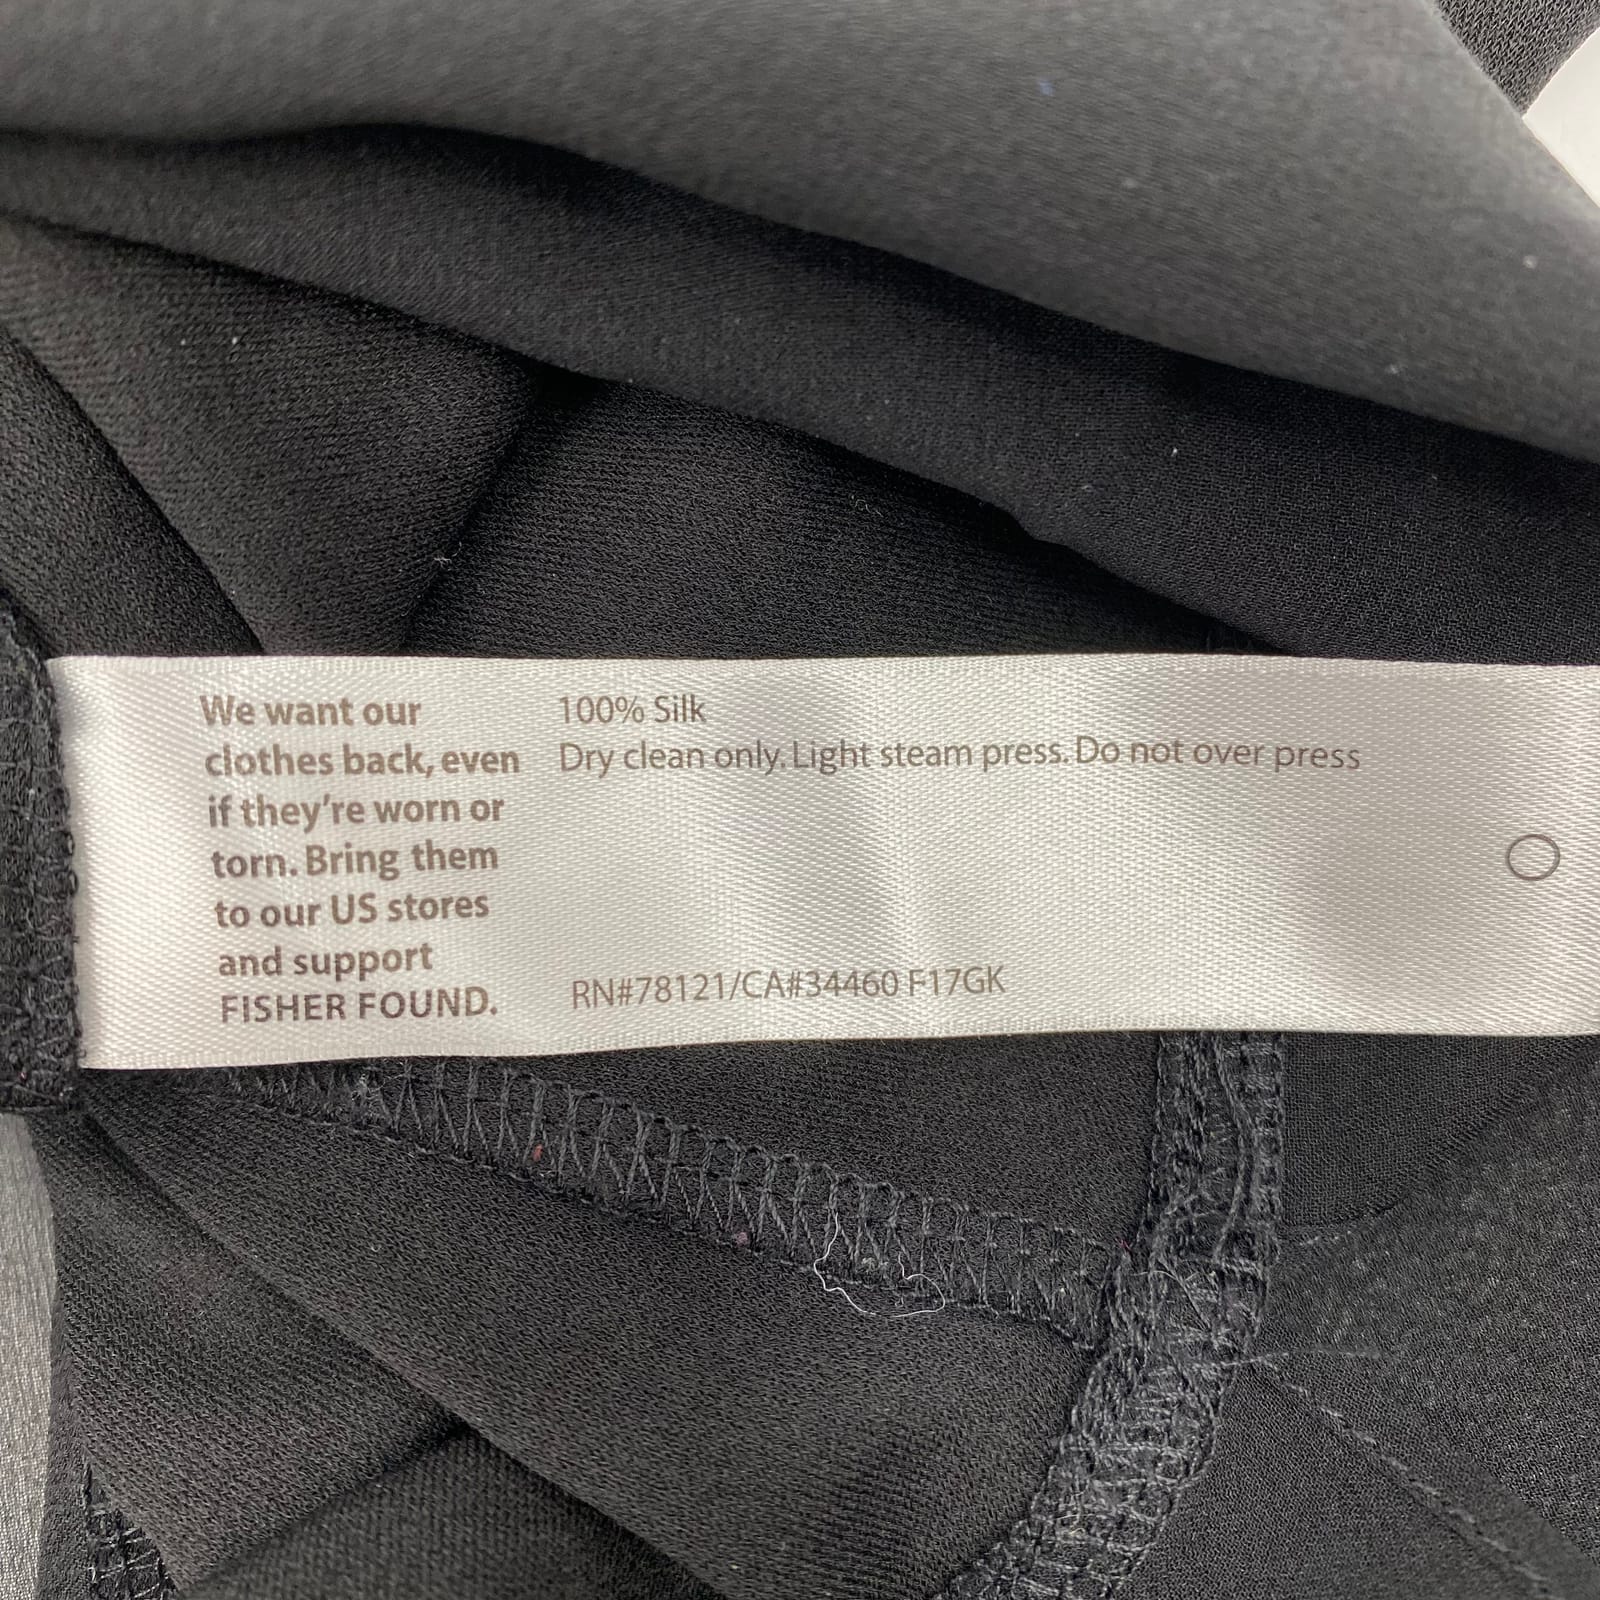 We want our
clothes back, even
if they're worn or
torn. Bring them
to our US stores
and support
FISHER FOUND.
100% Silk
Dry clean only. Light steam press. Do not over press
RN#78121/CA#34460 F17GK